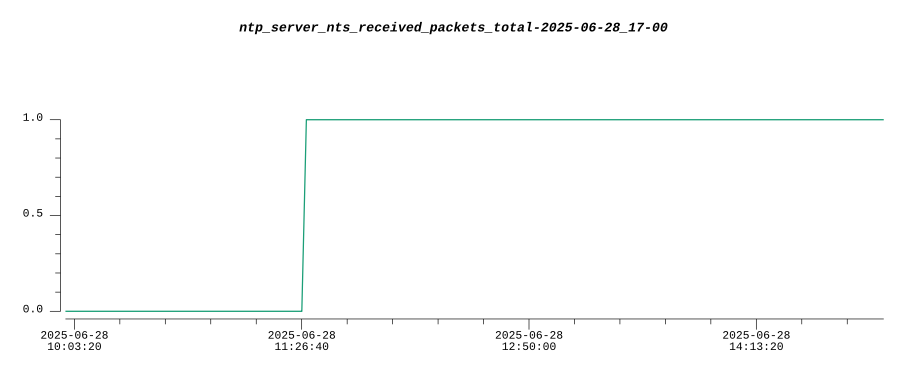 ntp_server_nts_received_packets_total-2025-06-28_17-00
1.0
0.5
0.0
2025-06-28 2025-06-28 2025-06-28 2025-06-28
10:03:20 11:26:40 12:50:00 14:13:20